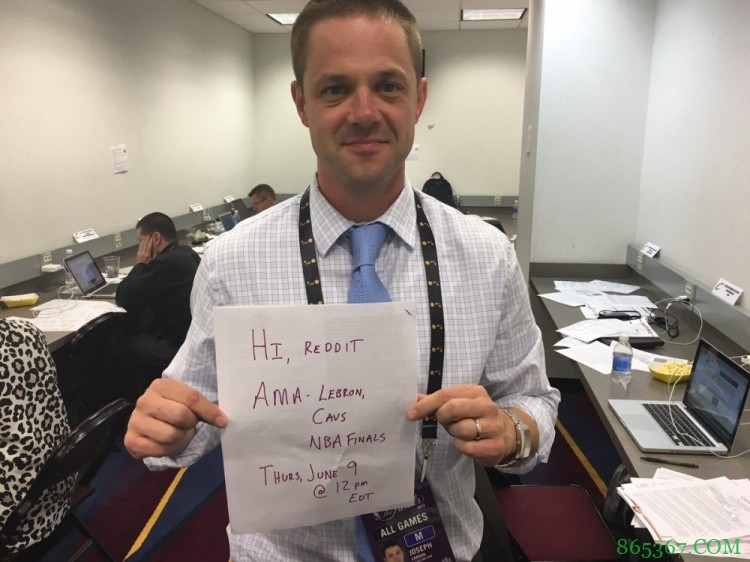 HI, REDDIT
AMA - LEBRON,
CAVS
NBA FINALS
THURS, JUNE 9
@ 12 PM
EDT
ALL GAMES
M
JOSEPH
865367.COM